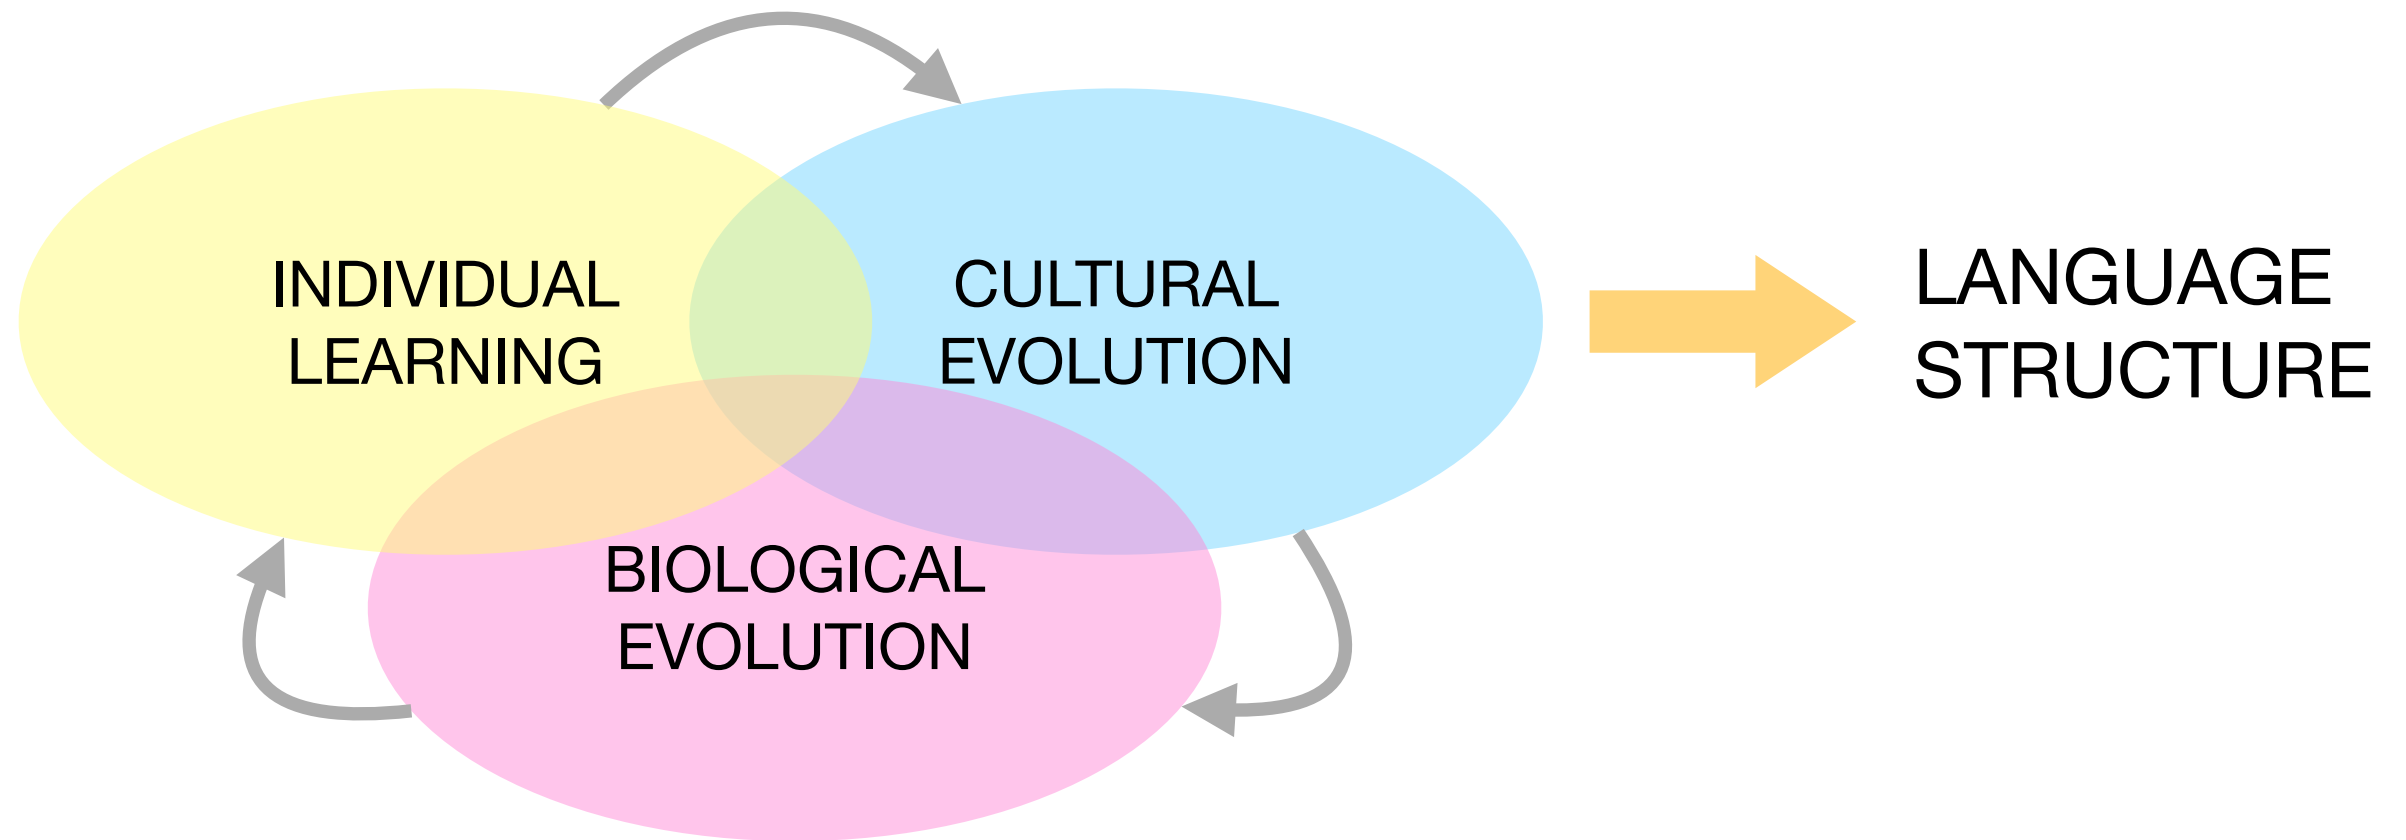 INDIVIDUAL
LEARNING
CULTURAL
EVOLUTION
BIOLOGICAL
EVOLUTION
LANGUAGE
STRUCTURE